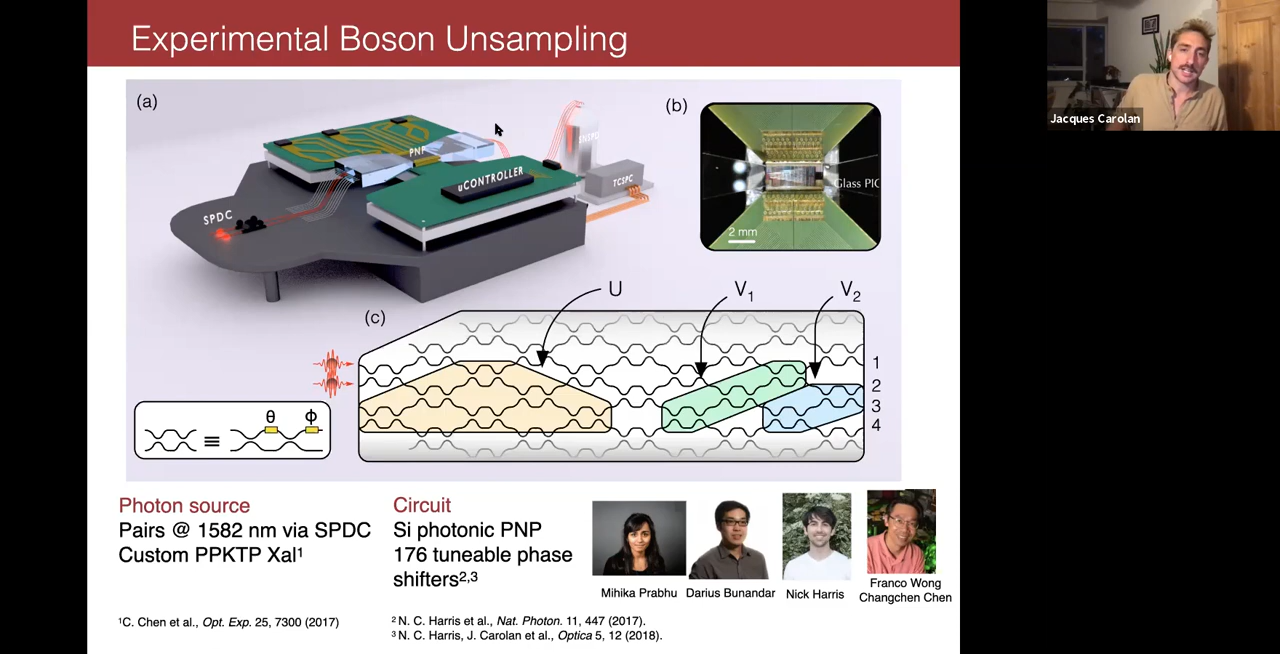 Experimental Boson Unsampling
Jacques Carolan
(a)
PNP
uCONTROLLER
SNSPD
TCSPC
SPDC
(b)
Glass PIC
2 mm
(c)
U
V₁
V₂
1
2
3
4
θ
ϕ
≡
Photon source
Pairs @ 1582 nm via SPDC
Custom PPKTP Xal¹
Circuit
Si photonic PNP
176 tuneable phase
shifters²,³
Mihika Prabhu
Darius Bunandar
Nick Harris
Franco Wong
Changchen Chen
¹C. Chen et al., Opt. Exp. 25, 7300 (2017)
² N. C. Harris et al., Nat. Photon. 11, 447 (2017).
³ N. C. Harris, J. Carolan et al., Optica 5, 12 (2018).